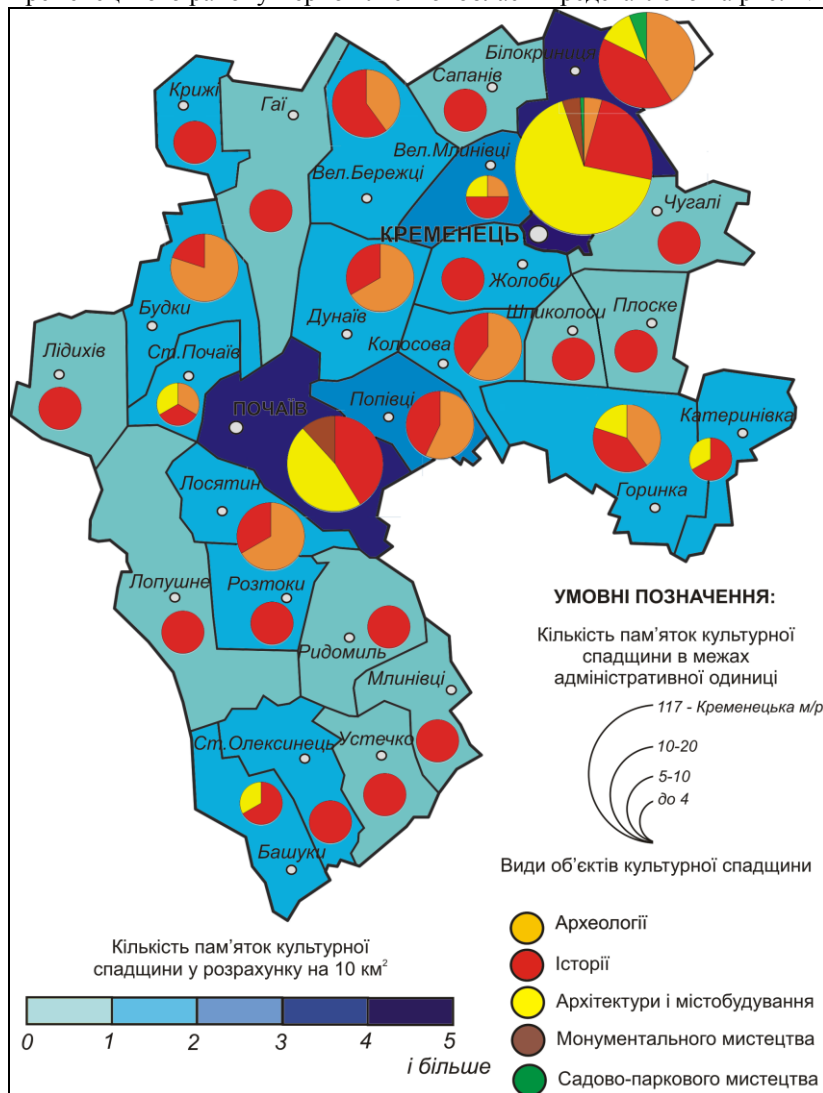 Крижі
Гаї
Сапанів
Білокриниця
Вел.Бережці
Вел.Млинівці
КРЕМЕНЕЦЬ
Чугалі
Будки
Дунаїв
Жолоби
Шпиколоси
Плоске
Лідихів
Ст.Почаїв
Колосова
ПОЧАЇВ
Попівці
Катеринівка
Горинка
Лосятин
Лопушне
Розтоки
Ридомиль
Млинівці
Ст.Олексинець
Устечко
Башуки
УМОВНІ ПОЗНАЧЕННЯ:
Кількість пам’яток культурної
спадщини в межах
адміністративної одиниці
117 - Кременецька м/р
10-20
5-10
до 4
Види об’єктів культурної спадщини
Археології
Історії
Архітектури і містобудування
Монументального мистецтва
Садово-паркового мистецтва
Кількість пам’яток культурної
спадщини у розрахунку на 10 км²
0 1 2 3 4 5
і більше